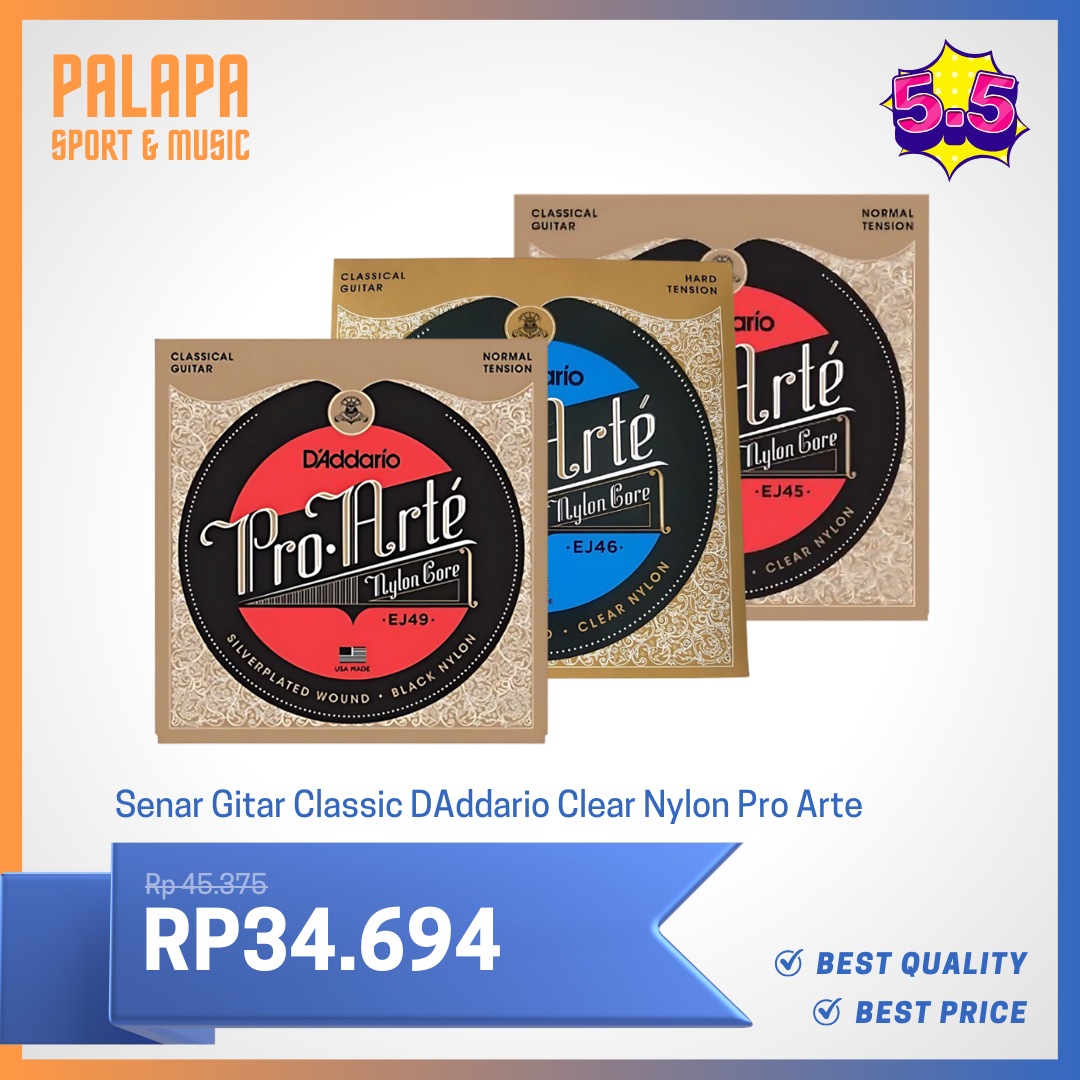 PALAPA
SPORT & MUSIC
5.5
CLASSICAL
GUITAR
NORMAL
TENSION
arío
Arté
Nylon Core
·EJ45·
· CLEAR NYLON
CLASSICAL
GUITAR
HARD
TENSION
arío
Arté
Nylon Core
·EJ46·
· CLEAR NYLON
CLASSICAL
GUITAR
NORMAL
TENSION
D'Addarío
Pro·Arté
Nylon Core
·EJ49·
USA MADE
SILVERPLATED WOUND · BLACK NYLON
Senar Gitar Classic DAddario Clear Nylon Pro Arte
Rp 45.375
RP34.694
BEST QUALITY
BEST PRICE